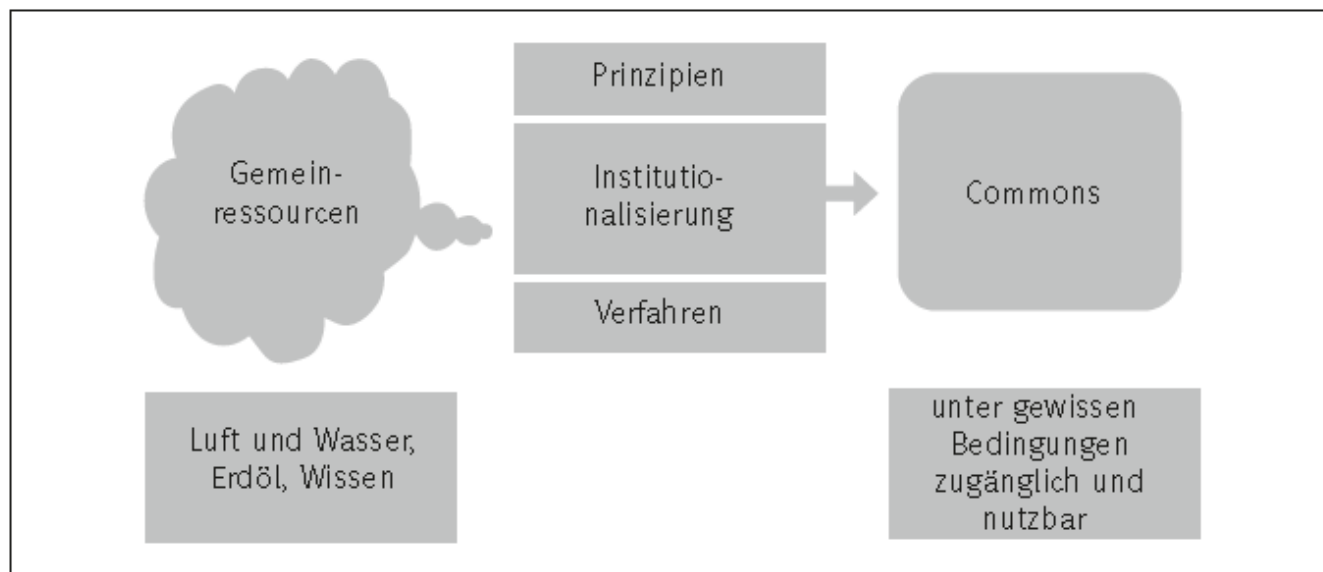 Gemein-
ressourcen
Prinzipien
Institutio-
nalisierung
Verfahren
Commons
Luft und Wasser,
Erdöl, Wissen
unter gewissen
Bedingungen
zugänglich und
nutzbar